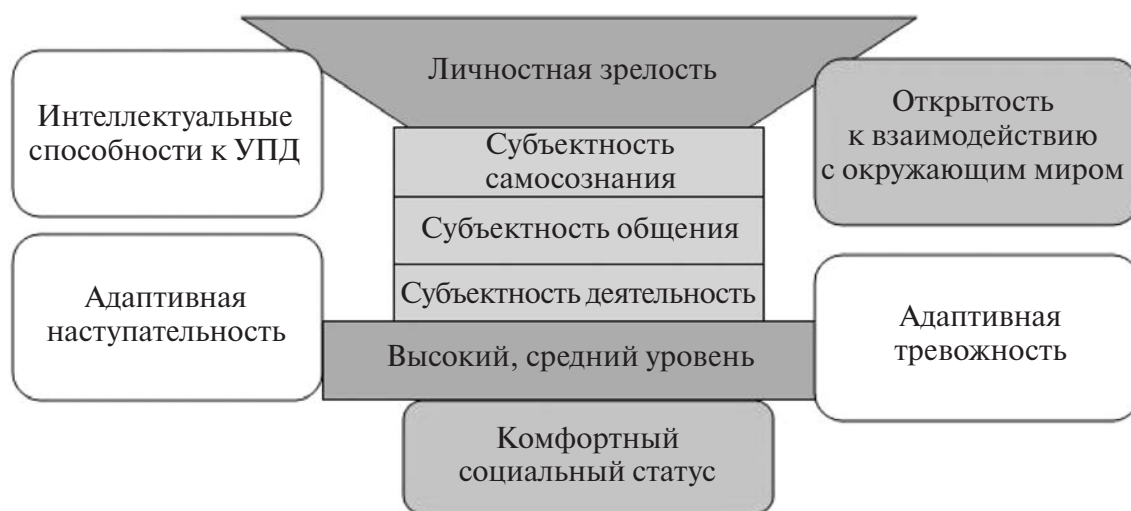 Личностная зрелость
Интеллектуальные
способности к УПД
Открытость
к взаимодействию
с окружающим миром
Субъектность
самосознания
Субъектность общения
Субъектность деятельность
Адаптивная
наступательность
Адаптивная
тревожность
Высокий, средний уровень
Комфортный
социальный статус